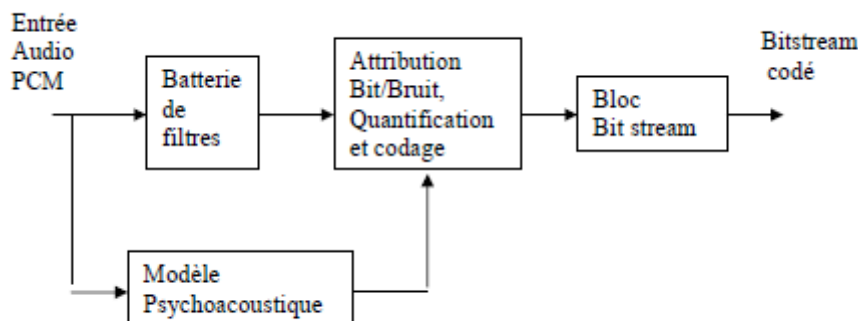 Entrée
Audio
PCM
Batterie
de
filtres
Attribution
Bit/Bruit,
Quantification
et codage
Bloc
Bit stream
Bitstream
codé
Modèle
Psychoacoustique